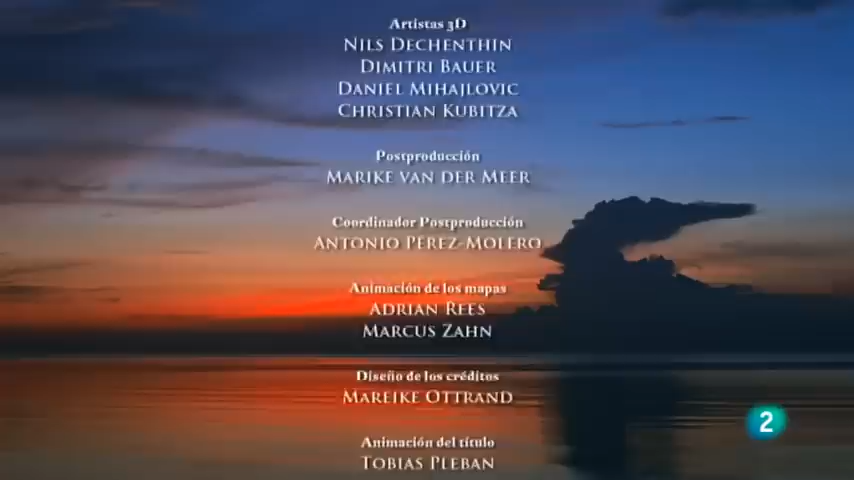 Artistas 3D
NILS DECHENTHIN
DIMITRI BAUER
DANIEL MIHAJLOVIC
CHRISTIAN KUBITZA
Postproducción
MARIKE VAN DER MEER
Coordinador Postproducción
ANTONIO PÉREZ-MOLERO
Animación de los mapas
ADRIAN REES
MARCUS ZAHN
Diseño de los créditos
MAREIKE OTTRAND
2
Animación del título
TOBIAS PLEBAN